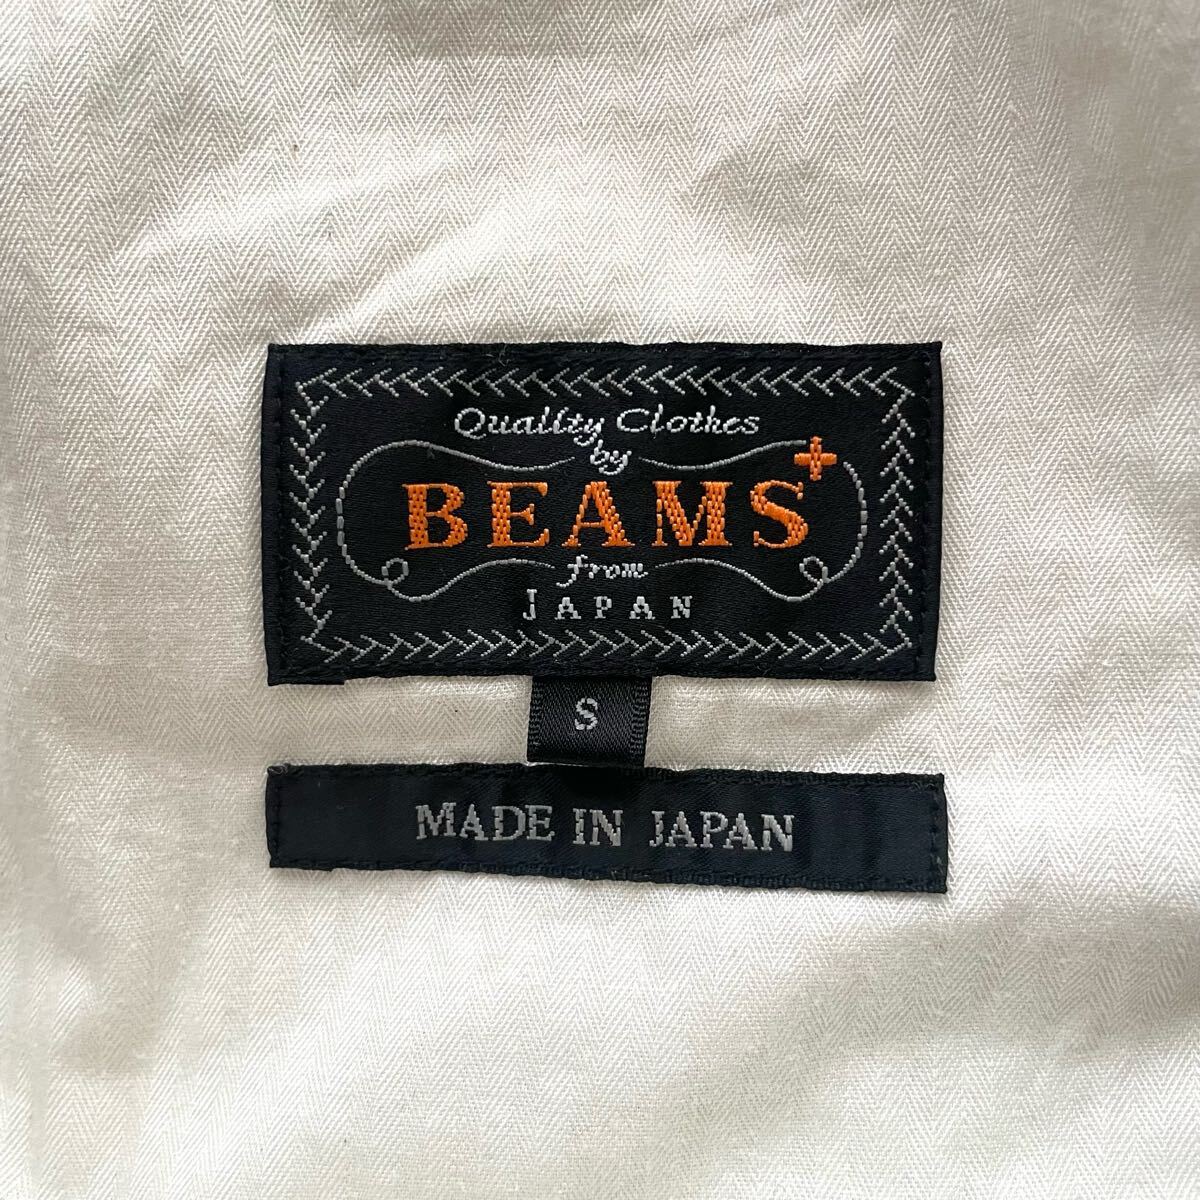 Quality Clothes
by
BEAMS+
from
JAPAN
S
MADE IN JAPAN